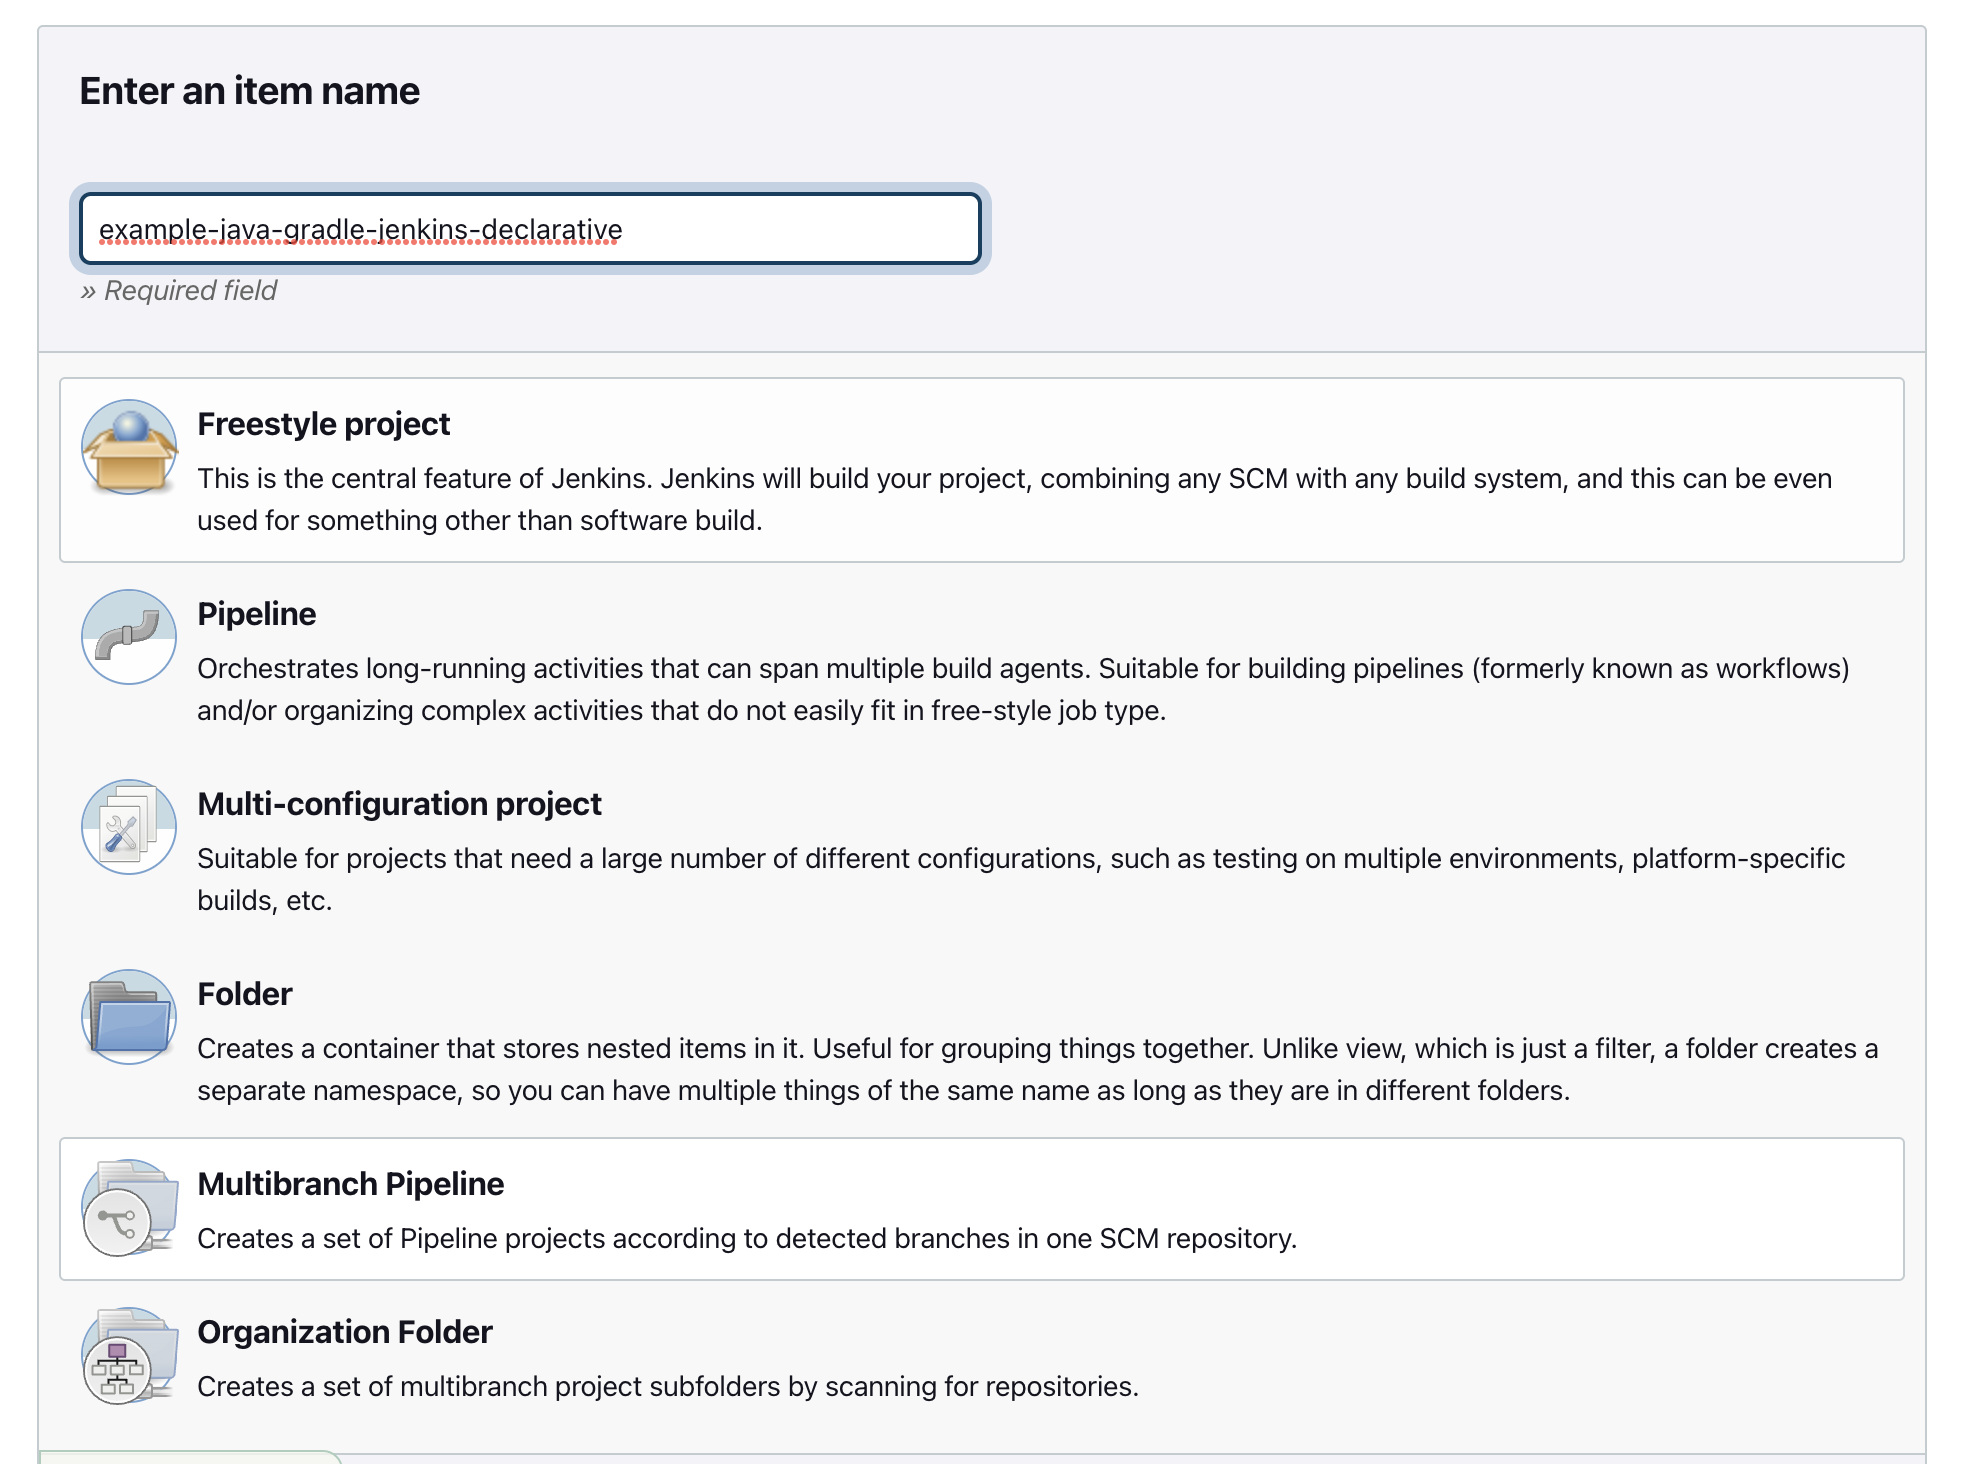 Enter an item name
example-java-gradle-jenkins-declarative
» Required field
Freestyle project
This is the central feature of Jenkins. Jenkins will build your project, combining any SCM with any build system, and this can be even
used for something other than software build.
Pipeline
Orchestrates long-running activities that can span multiple build agents. Suitable for building pipelines (formerly known as workflows)
and/or organizing complex activities that do not easily fit in free-style job type.
Multi-configuration project
Suitable for projects that need a large number of different configurations, such as testing on multiple environments, platform-specific
builds, etc.
Folder
Creates a container that stores nested items in it. Useful for grouping things together. Unlike view, which is just a filter, a folder creates a
separate namespace, so you can have multiple things of the same name as long as they are in different folders.
Multibranch Pipeline
Creates a set of Pipeline projects according to detected branches in one SCM repository.
Organization Folder
Creates a set of multibranch project subfolders by scanning for repositories.